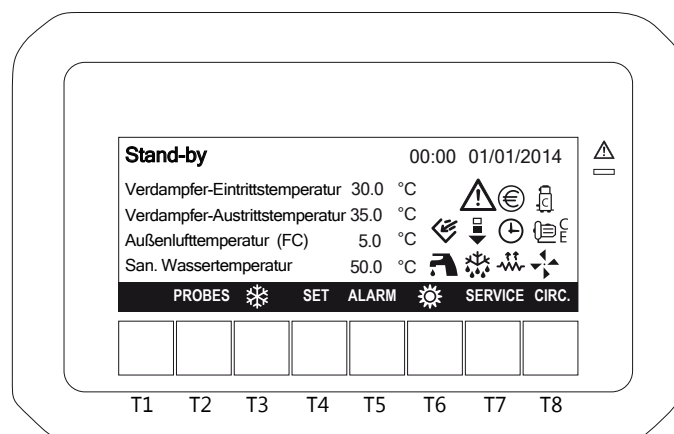 Stand-by 00:00 01/01/2014
Verdampfer-Eintrittstemperatur 30.0 °C
Verdampfer-Austrittstemperatur 35.0 °C
Außenlufttemperatur (FC) 5.0 °C
San. Wassertemperatur 50.0 °C
€ C
C
E
PROBES SET ALARM SERVICE CIRC.
T1 T2 T3 T4 T5 T6 T7 T8